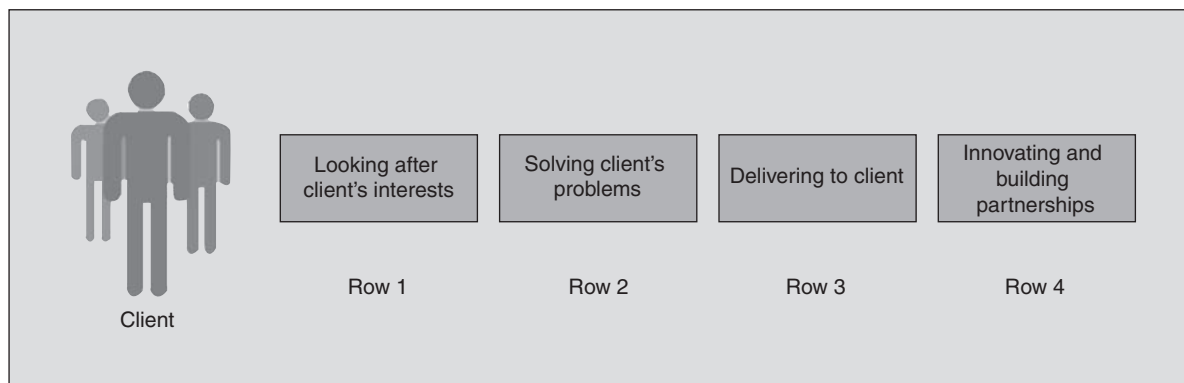 Looking after
client's interests
Solving client's
problems
Delivering to client
Innovating and
building
partnerships
Row 1
Row 2
Row 3
Row 4
Client